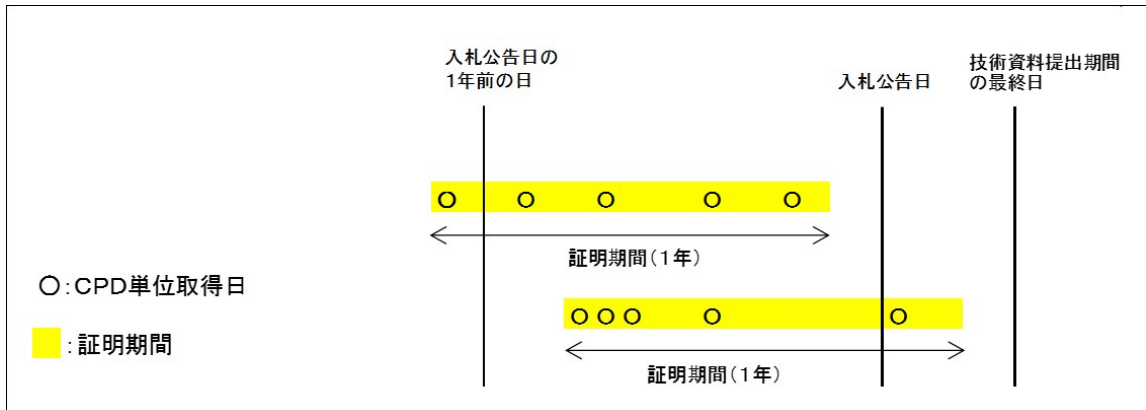 入札公告日の
1年前の日
入札公告日
技術資料提出期間
の最終日
証明期間(1年)
○:CPD単位取得日
証明期間(1年)
:証明期間